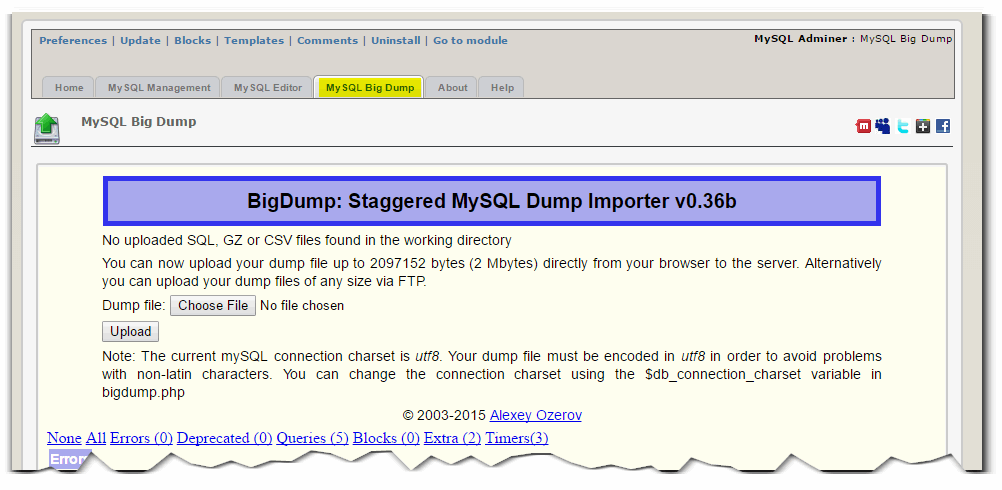 Preferences | Update | Blocks | Templates | Comments | Uninstall | Go to module
MySQL Adminer : MySQL Big Dump
Home MySQL Management MySQL Editor MySQL Big Dump About Help
MySQL Big Dump
BigDump: Staggered MySQL Dump Importer v0.36b
No uploaded SQL, GZ or CSV files found in the working directory
You can now upload your dump file up to 2097152 bytes (2 Mbytes) directly from your browser to the server. Alternatively
you can upload your dump files of any size via FTP.
Dump file: Choose File No file chosen
Upload
Note: The current mySQL connection charset is utf8. Your dump file must be encoded in utf8 in order to avoid problems
with non-latin characters. You can change the connection charset using the $db_connection_charset variable in
bigdump.php
© 2003-2015 Alexey Ozerov
None All Errors (0) Deprecated (0) Queries (5) Blocks (0) Extra (2) Timers(3)